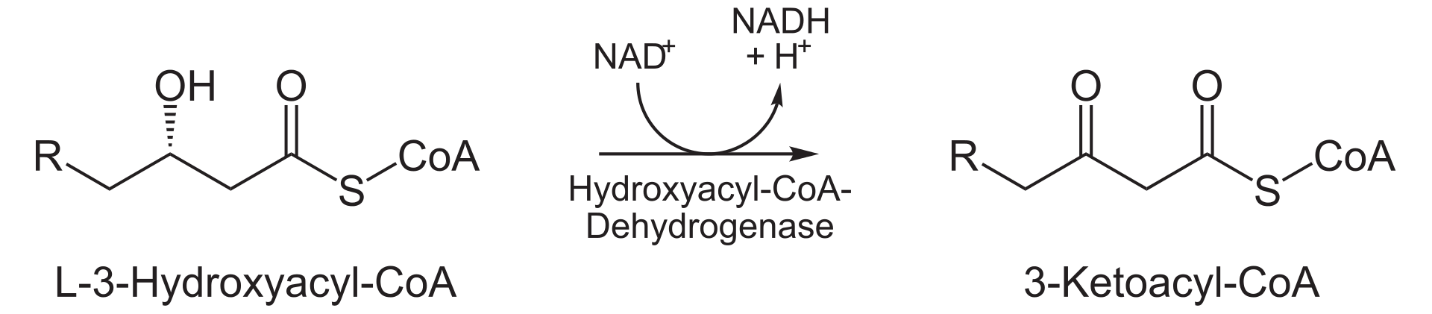 NADH
NAD+ + H+
OH O O O
R CoA R CoA
S S
Hydroxyacyl-CoA-
Dehydrogenase
L-3-Hydroxyacyl-CoA 3-Ketoacyl-CoA